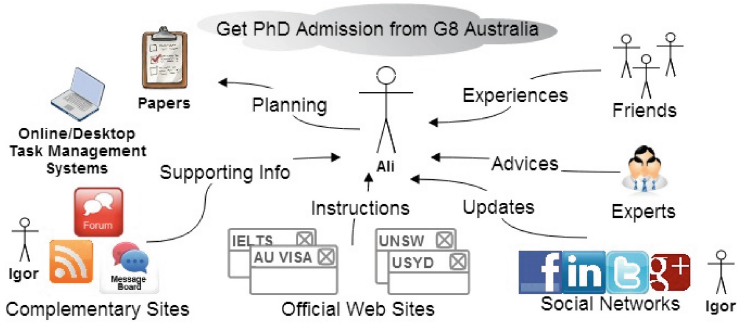 Get PhD Admission from G8 Australia
Papers
Planning
Experiences
Friends
Online/Desktop
Task Management
Systems
Ali
Supporting Info
Advices
Experts
Instructions
Updates
Forum
Igor
Message
Board
Complementary Sites
IELTS
AU VISA
UNSW
USYD
Official Web Sites
f
in
t
g+
Social Networks
Igor